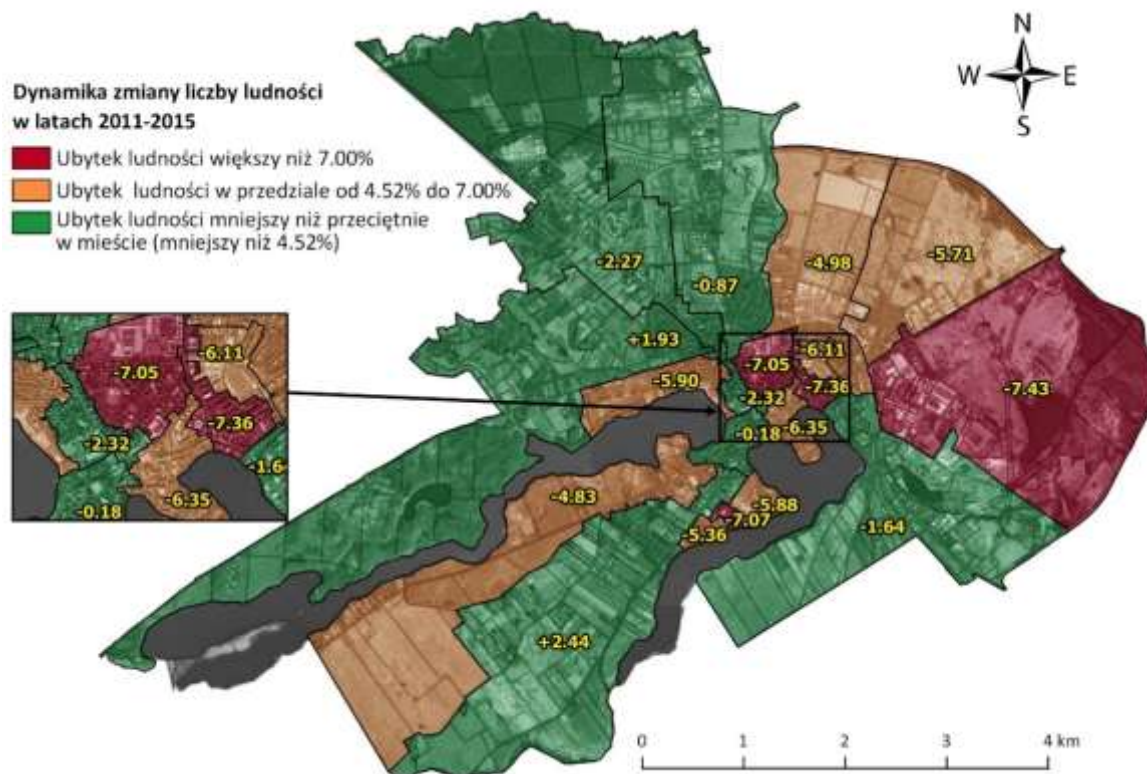 N
W E
S
Dynamika zmiany liczby ludności
w latach 2011-2015
Ubytek ludności większy niż 7.00%
Ubytek ludności w przedziale od 4.52% do 7.00%
Ubytek ludności mniejszy niż przeciętnie
w mieście (mniejszy niż 4.52%)
-2.27
-0.87
-4.98
-5.71
+1.93
-7.05
-6.11
-5.90
-2.32
-7.36
-7.43
-0.18
-6.35
-4.83
-5.88
-7.07
-5.36
-1.64
+2.44
-6.11
-7.05
-7.36
-2.32
-1.64
-6.35
-0.18
0 1 2 3 4 km